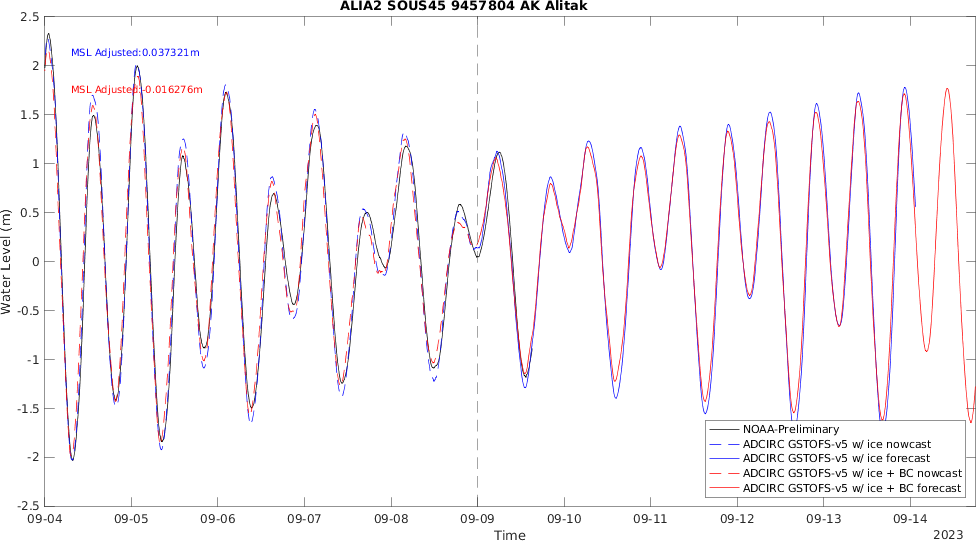 ALIA2 SOUS45 9457804 AK Alitak
MSL Adjusted:0.037321m
MSL Adjusted:-0.016276m
Water Level (m)
2.5
2
1.5
1
0.5
0
-0.5
-1
-1.5
-2
-2.5
NOAA-Preliminary
ADCIRC GSTOFS-v5 w/ ice nowcast
ADCIRC GSTOFS-v5 w/ ice forecast
ADCIRC GSTOFS-v5 w/ ice + BC nowcast
ADCIRC GSTOFS-v5 w/ ice + BC forecast
09-04 09-05 09-06 09-07 09-08 09-09 09-10 09-11 09-12 09-13 09-14
Time
2023